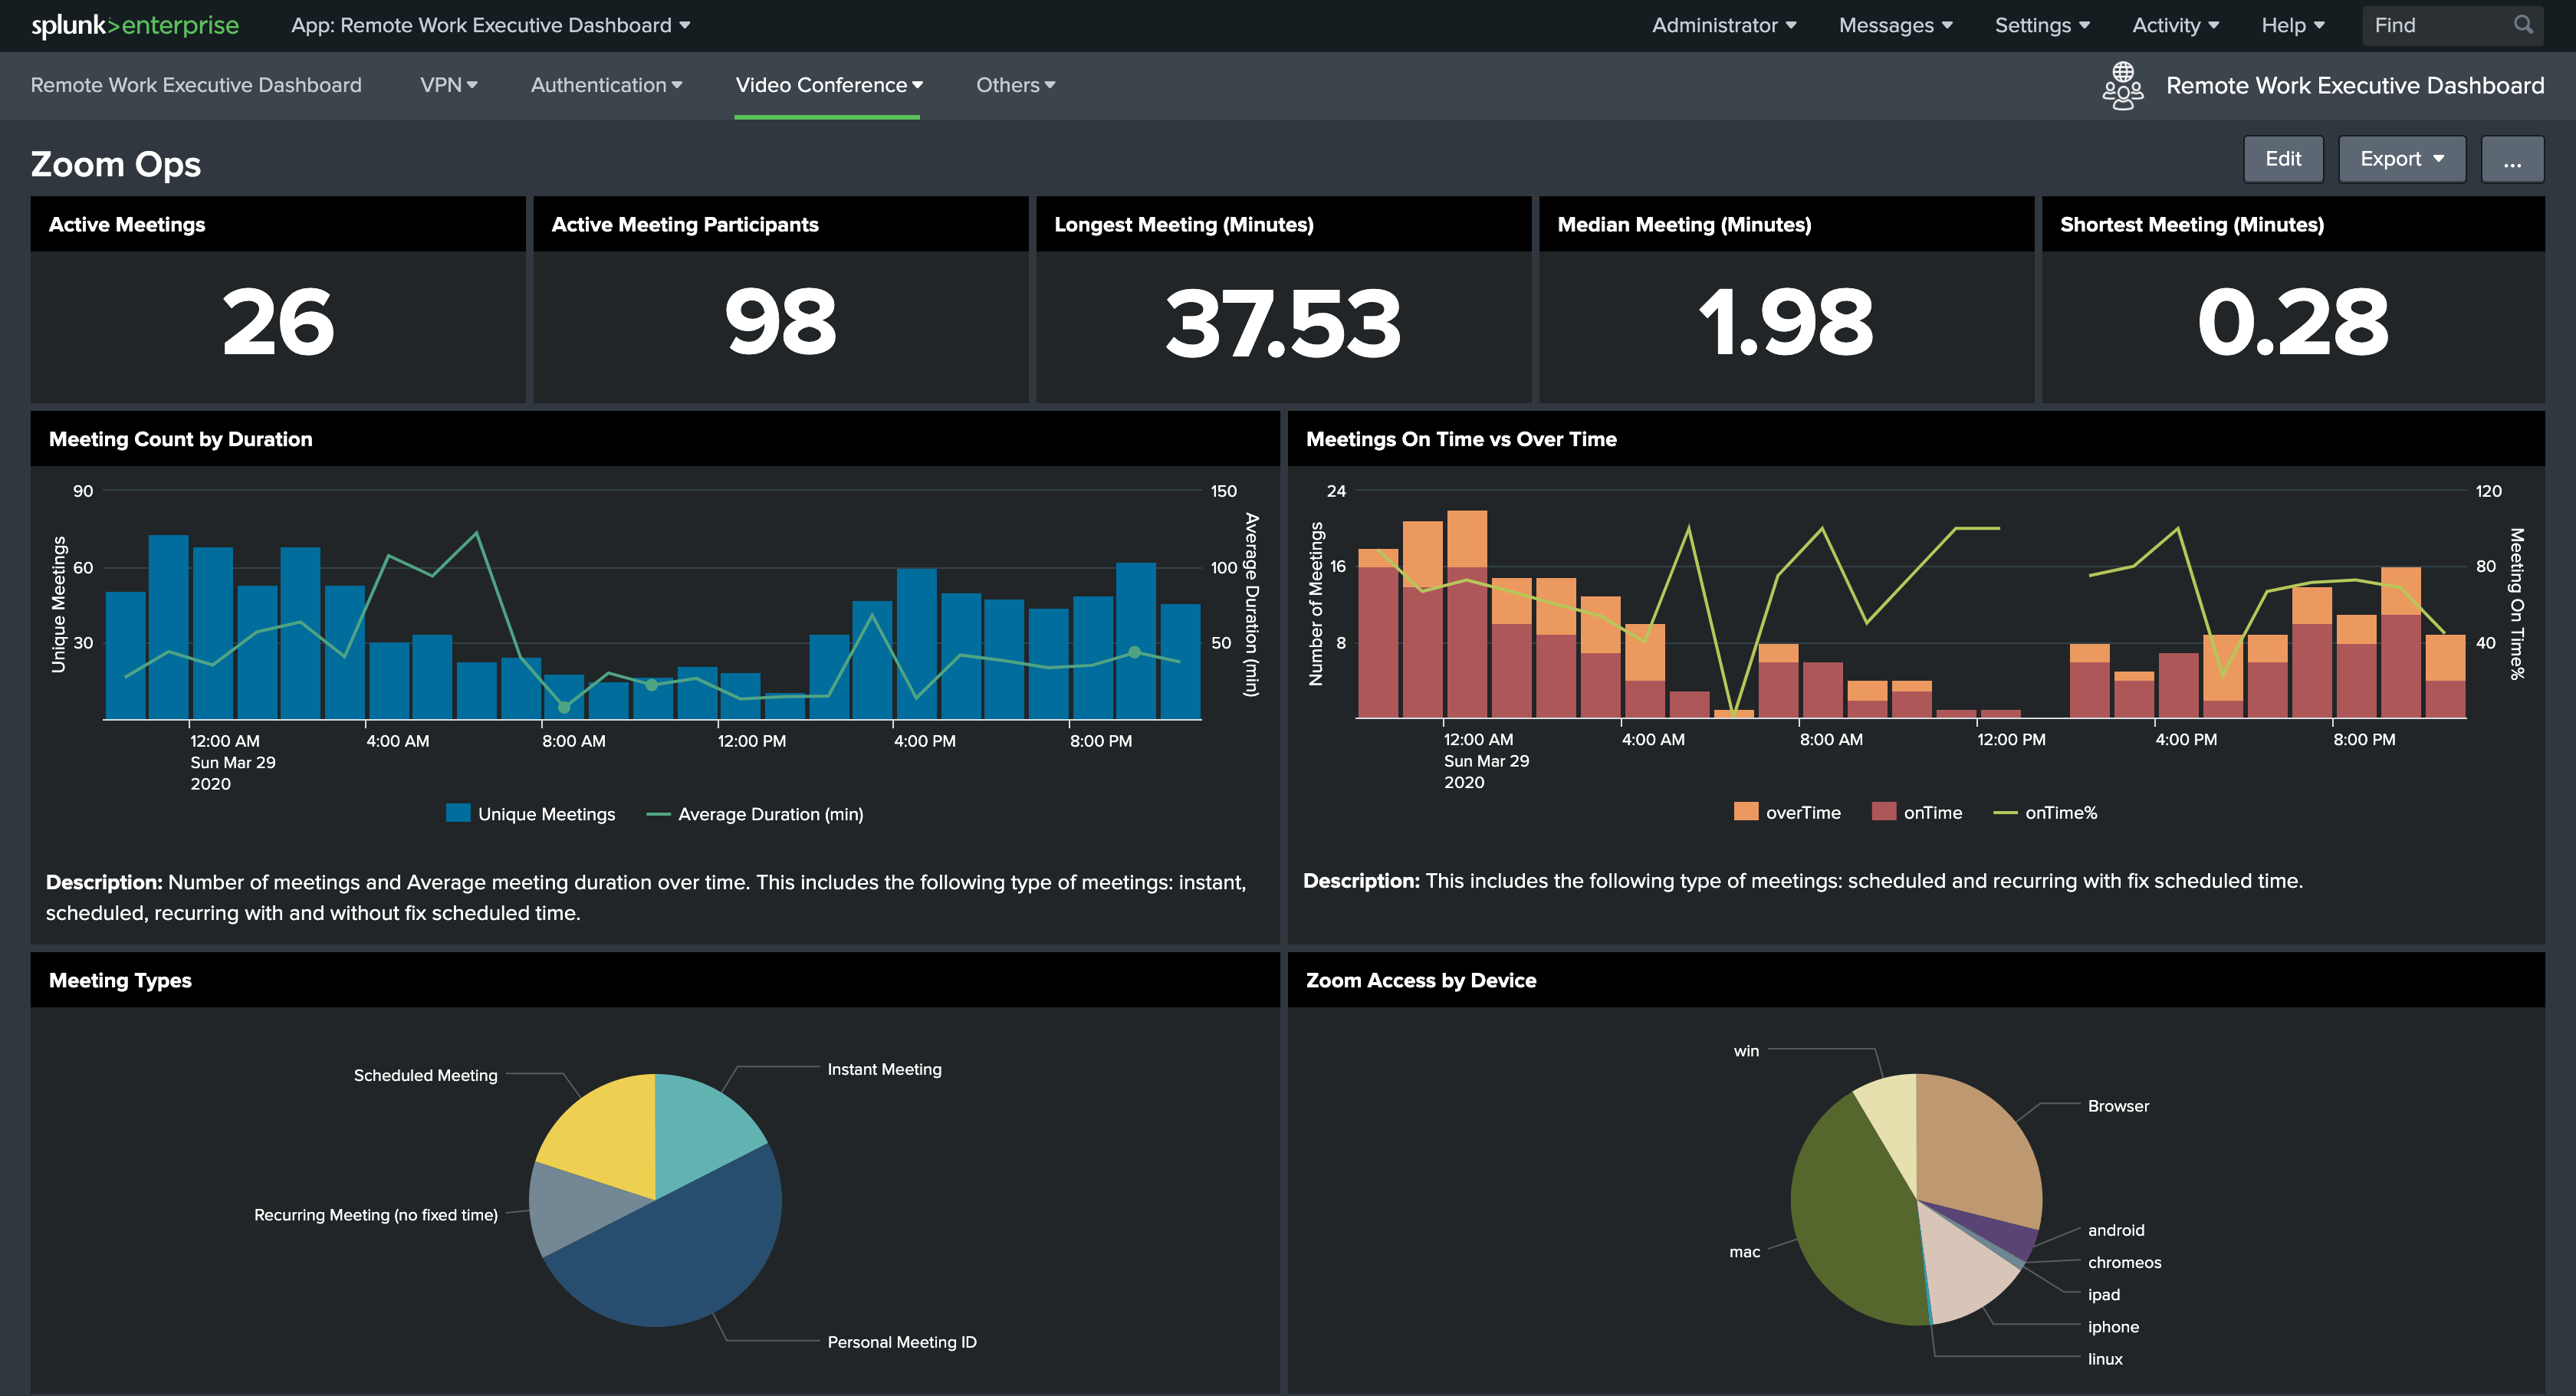 splunk>enterprise
App: Remote Work Executive Dashboard
Administrator
Messages
Settings
Activity
Help
Find
Remote Work Executive Dashboard
VPN
Authentication
Video Conference
Others
Remote Work Executive Dashboard
Zoom Ops
Edit
Export
...
Active Meetings
26
Active Meeting Participants
98
Longest Meeting (Minutes)
37.53
Median Meeting (Minutes)
1.98
Shortest Meeting (Minutes)
0.28
Meeting Count by Duration
90
60
30
Unique Meetings
150
100
50
Average Duration (min)
12:00 AM
Sun Mar 29
2020
4:00 AM
8:00 AM
12:00 PM
4:00 PM
8:00 PM
Unique Meetings
Average Duration (min)
Description: Number of meetings and Average meeting duration over time. This includes the following type of meetings: instant,
scheduled, recurring with and without fix scheduled time.
Meetings On Time vs Over Time
24
16
8
Number of Meetings
120
80
40
Meeting On Time%
12:00 AM
Sun Mar 29
2020
4:00 AM
8:00 AM
12:00 PM
4:00 PM
8:00 PM
overTime
onTime
onTime%
Description: This includes the following type of meetings: scheduled and recurring with fix scheduled time.
Meeting Types
Scheduled Meeting
Instant Meeting
Recurring Meeting (no fixed time)
Personal Meeting ID
Zoom Access by Device
win
Browser
mac
android
chromeos
ipad
iphone
linux